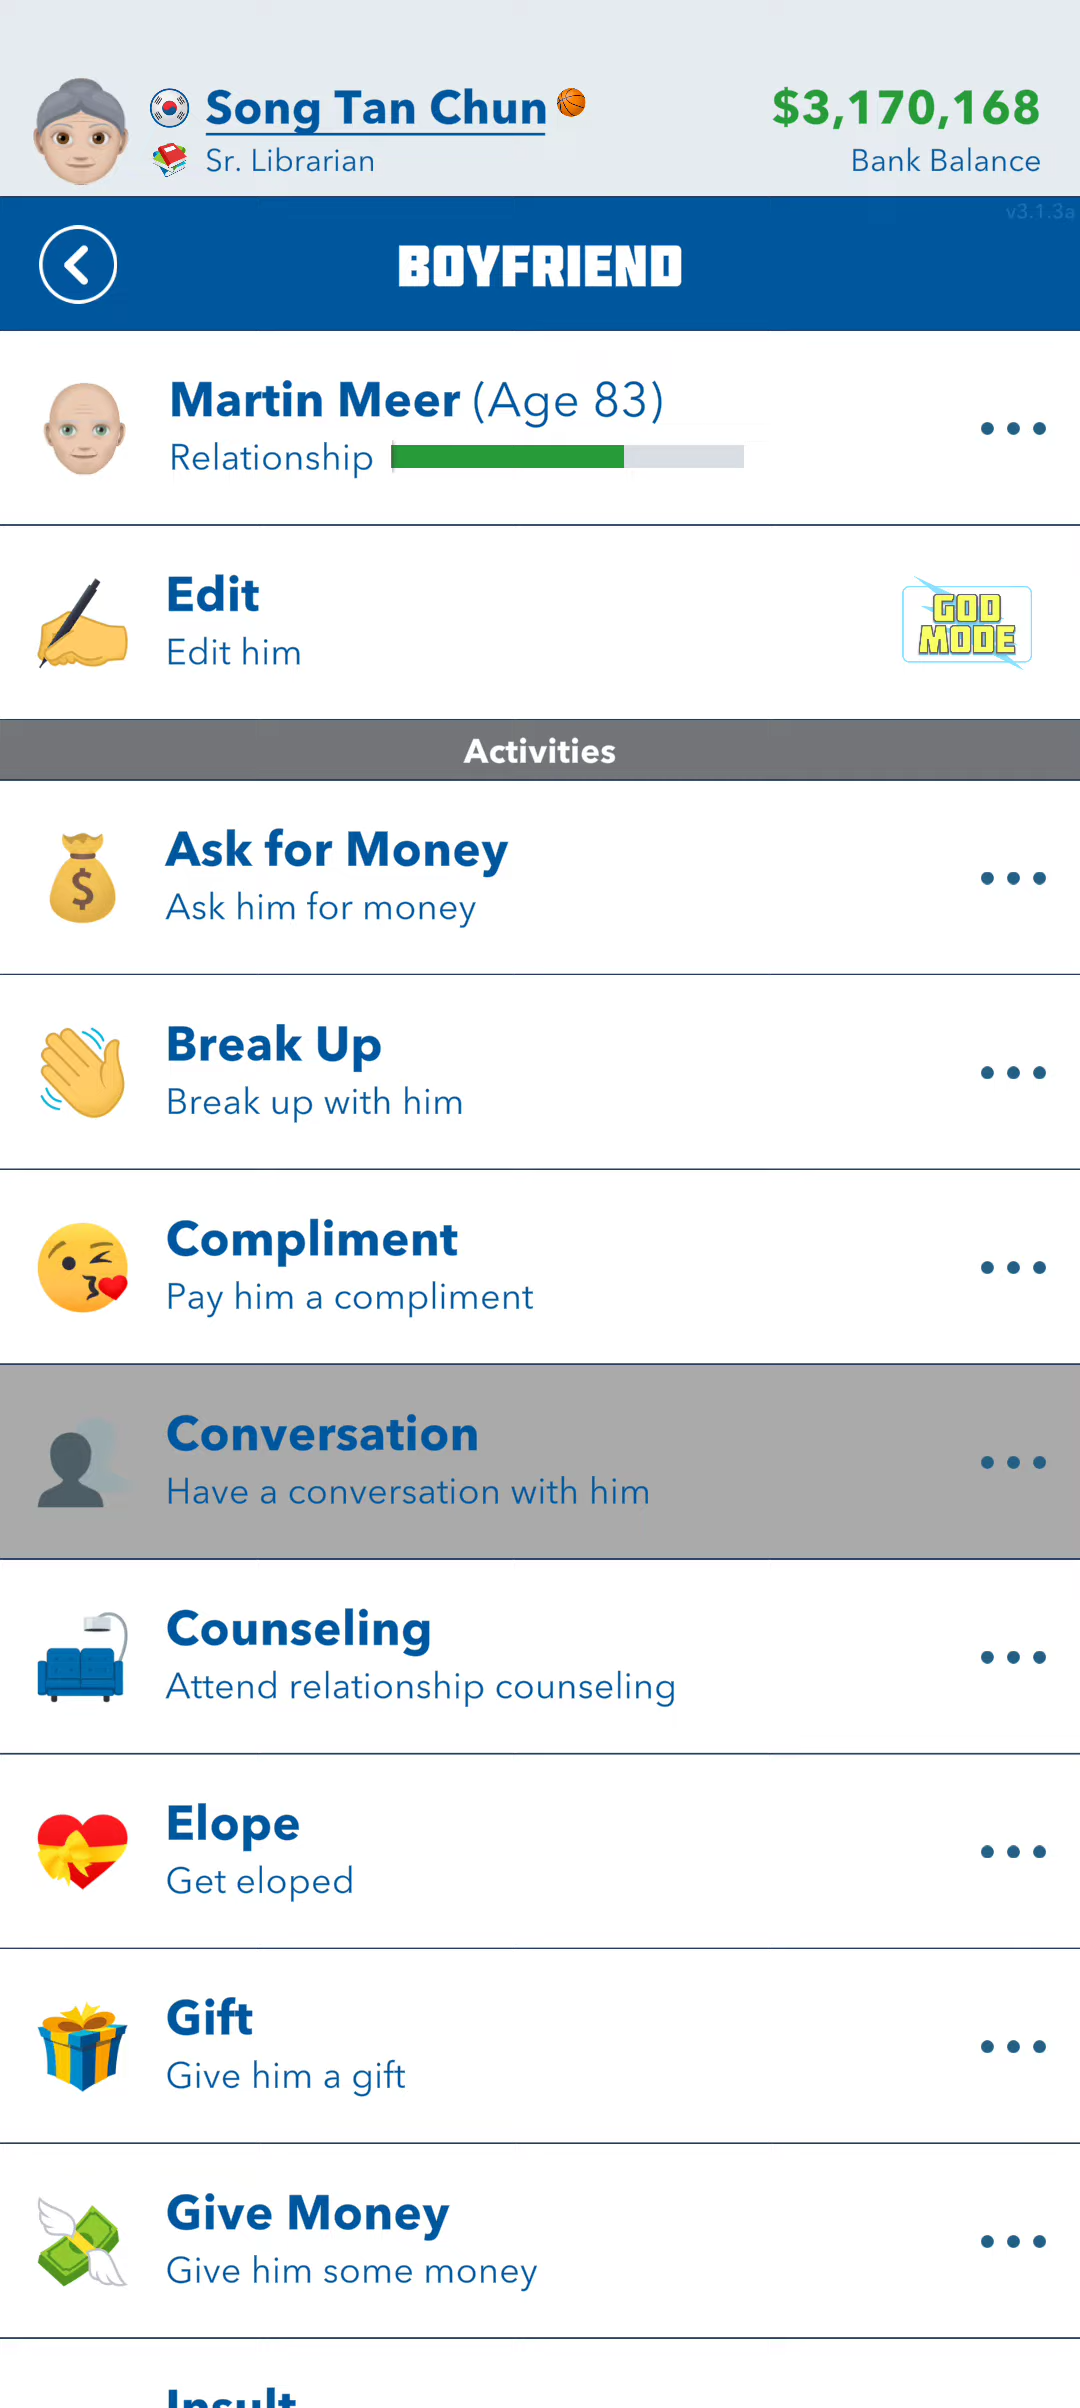 Song Tan Chun
$3,170,168
Sr. Librarian
Bank Balance
v3.1.3a
BOYFRIEND
Martin Meer (Age 83)
Relationship
Edit
Edit him
GOD
MODE
Activities
Ask for Money
Ask him for money
Break Up
Break up with him
Compliment
Pay him a compliment
Conversation
Have a conversation with him
Counseling
Attend relationship counseling
Elope
Get eloped
Gift
Give him a gift
Give Money
Give him some money
Insult